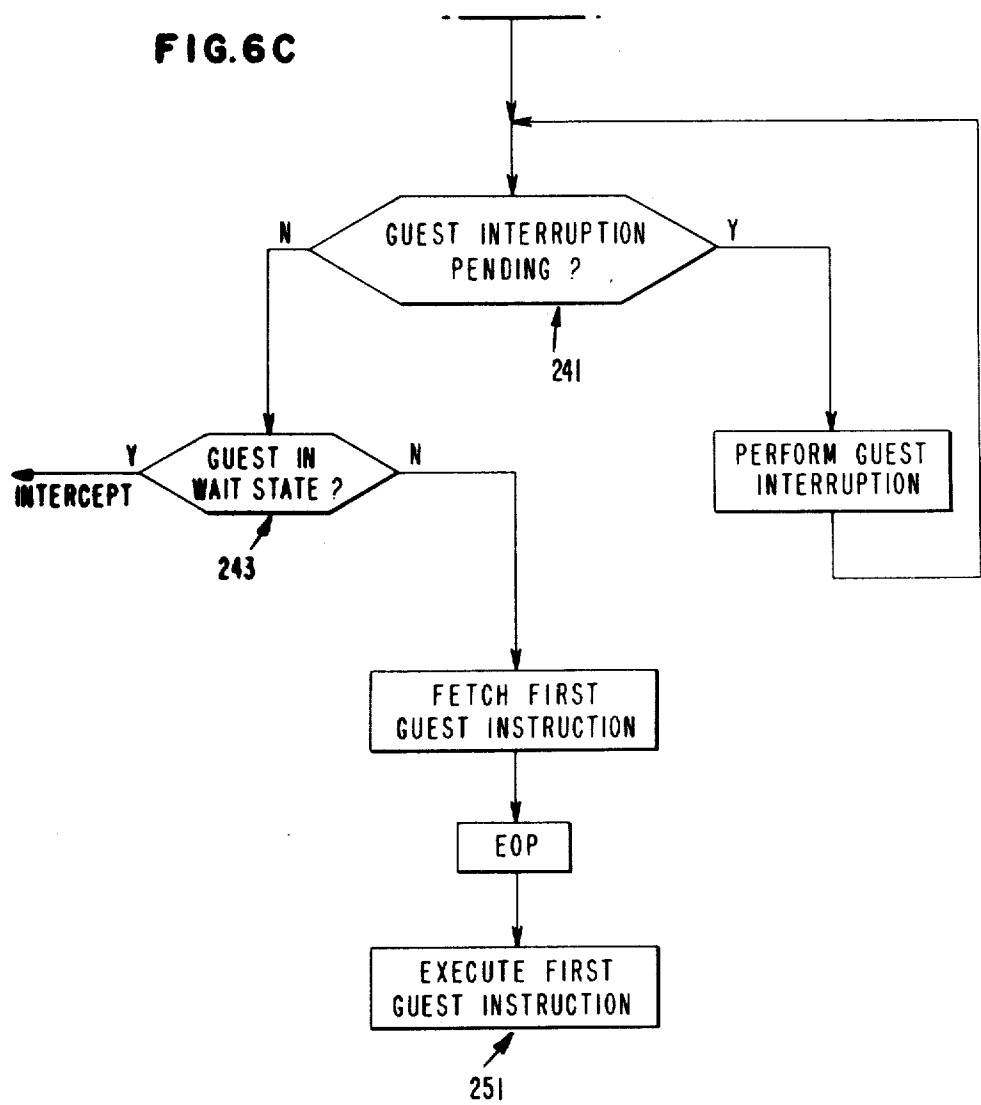 FIG.6C
GUEST INTERRUPTION
PENDING ?
N
Y
241
GUEST IN
WAIT STATE ?
Y
N
INTERCEPT
243
PERFORM GUEST
INTERRUPTION
FETCH FIRST
GUEST INSTRUCTION
EOP
EXECUTE FIRST
GUEST INSTRUCTION
251